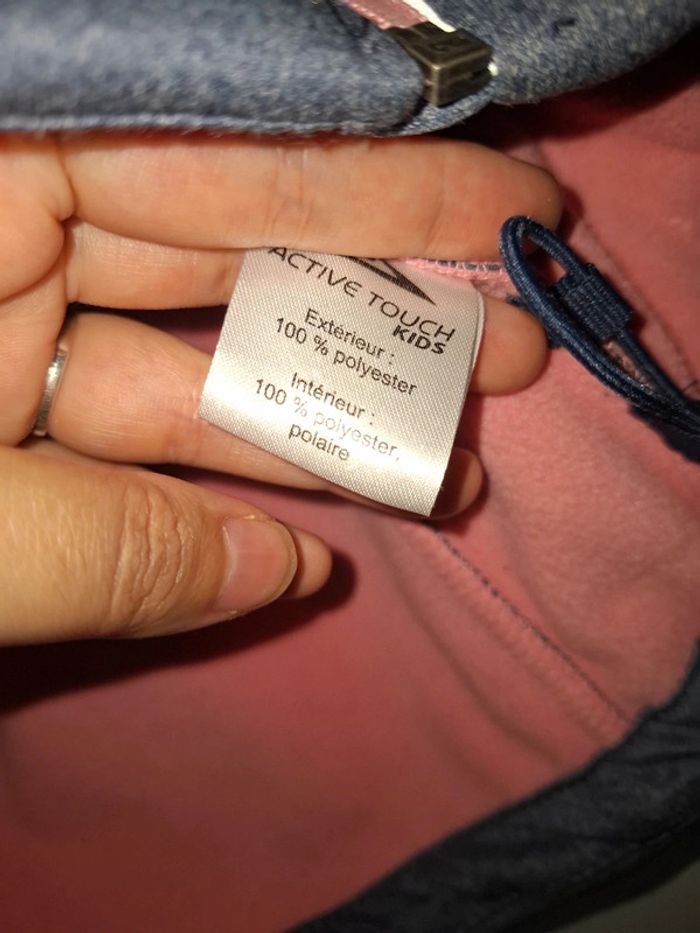 ACTIVE TOUCH
KIDS
Extérieur :
100 % polyester
Intérieur :
100 % polyester,
polaire